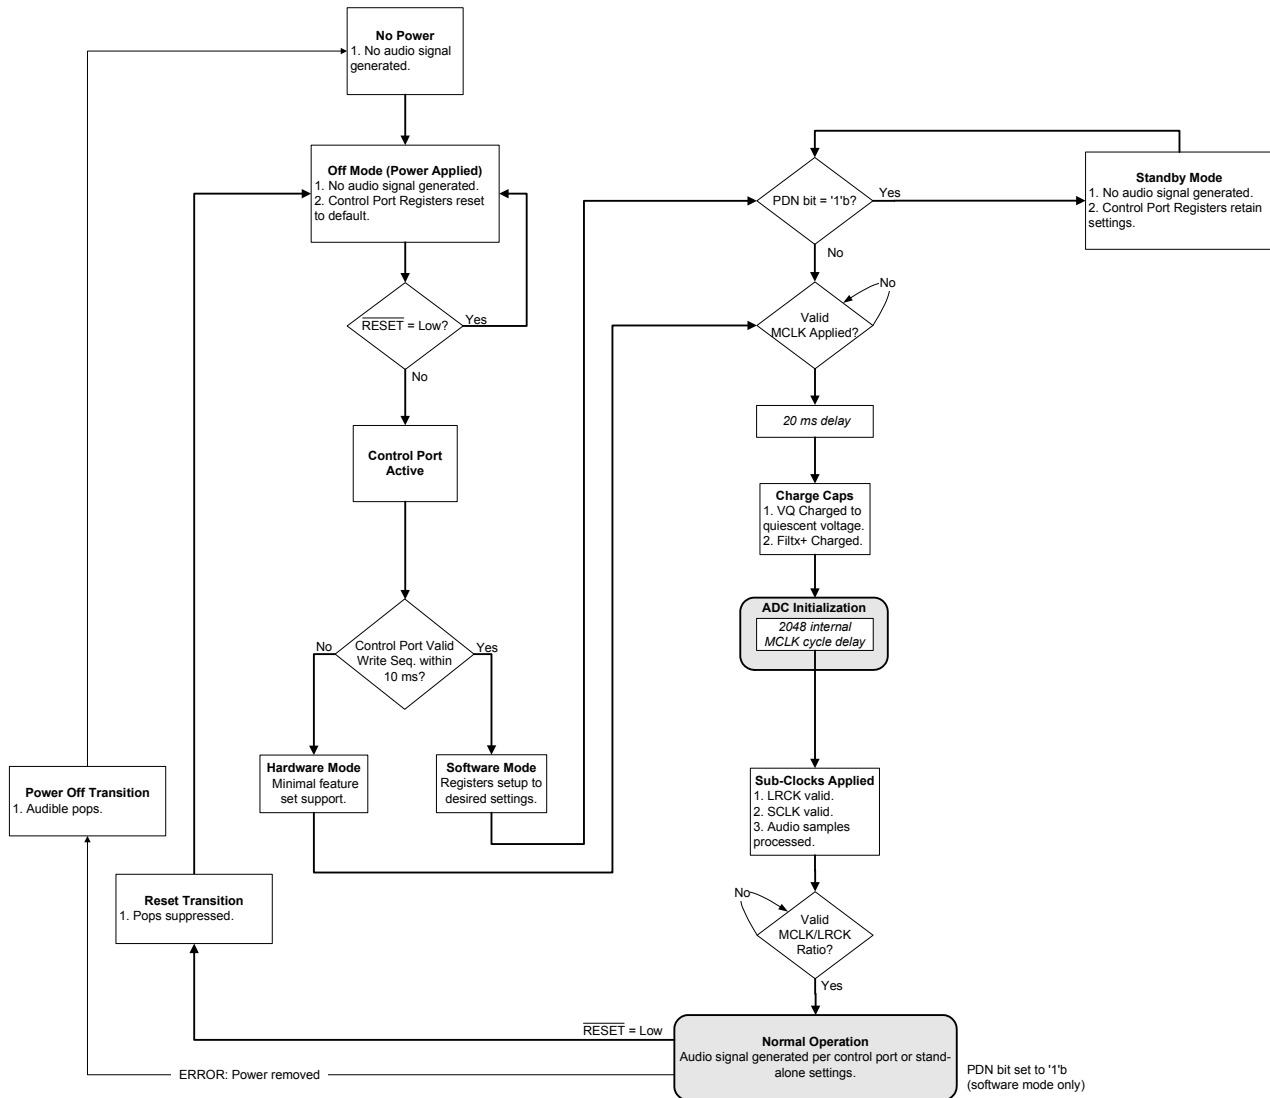 No Power
1. No audio signal
generated.
Off Mode (Power Applied)
1. No audio signal generated.
2. Control Port Registers reset
to default.
RESET = Low?
Yes
No
Control Port
Active
Control Port Valid
Write Seq. within
10 ms?
No
Yes
Hardware Mode
Minimal feature
set support.
Software Mode
Registers setup to
desired settings.
Power Off Transition
1. Audible pops.
Reset Transition
1. Pops suppressed.
PDN bit = '1'b?
Yes
No
Standby Mode
1. No audio signal generated.
2. Control Port Registers retain
settings.
Valid
MCLK Applied?
No
20 ms delay
Charge Caps
1. VQ Charged to
quiescent voltage.
2. Filtx+ Charged.
ADC Initialization
2048 internal
MCLK cycle delay
Sub-Clocks Applied
1. LRCK valid.
2. SCLK valid.
3. Audio samples
processed.
No
Valid
MCLK/LRCK
Ratio?
Yes
RESET = Low
Normal Operation
Audio signal generated per control port or stand-
alone settings.
ERROR: Power removed
PDN bit set to '1'b
(software mode only)